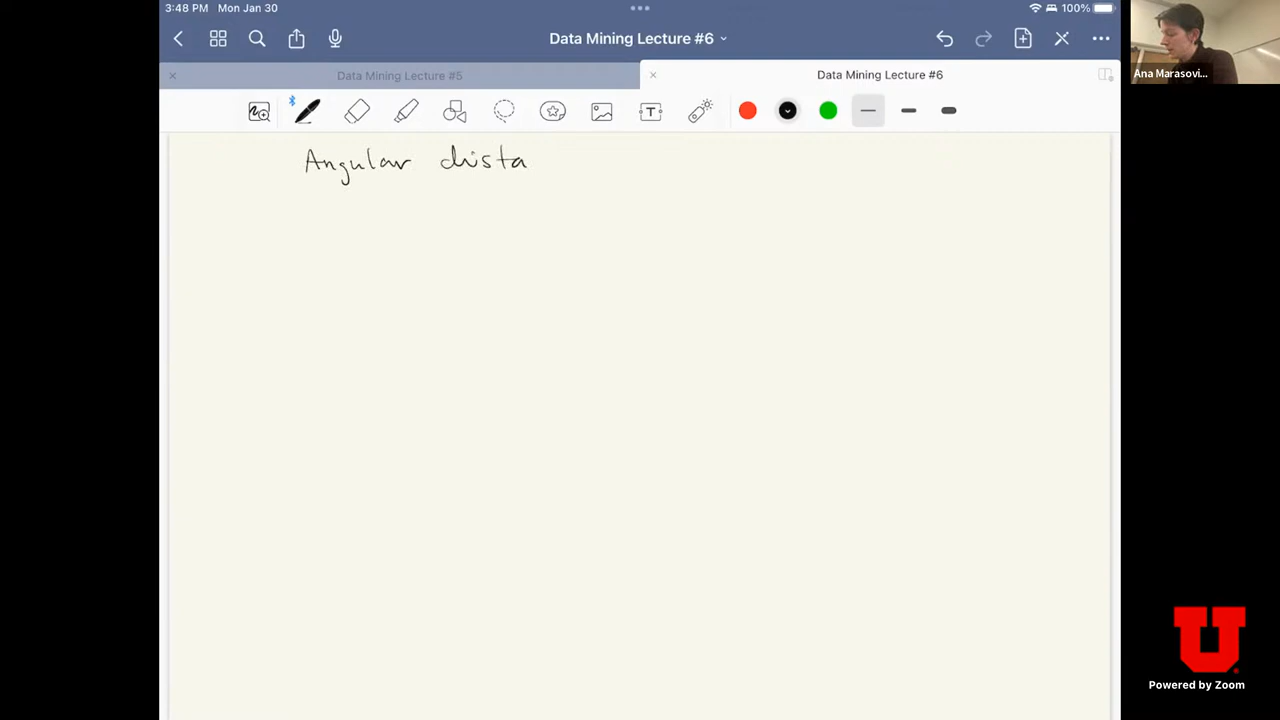 3:48 PM Mon Jan 30
100%
Data Mining Lecture #6
Data Mining Lecture #5
Data Mining Lecture #6
T
Angular dista
Ana Marasovi...
U
Powered by Zoom